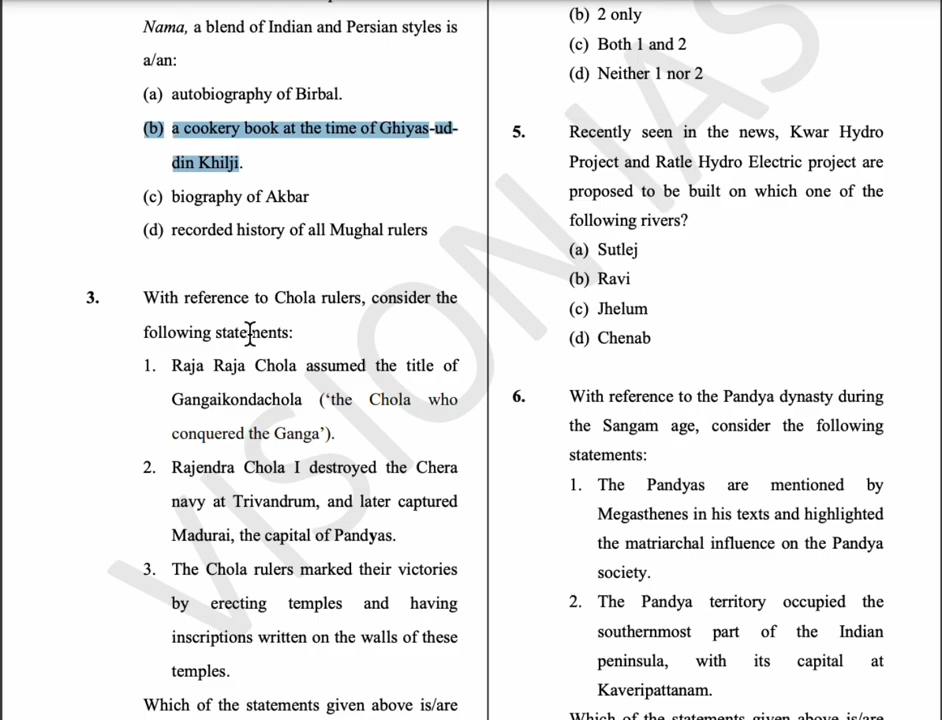 Nama, a blend of Indian and Persian styles is
a/an:
(a) autobiography of Birbal.
(b) a cookery book at the time of Ghiyas-ud-
din Khilji.
(c) biography of Akbar
(d) recorded history of all Mughal rulers
3. With reference to Chola rulers, consider the
following statements:
1. Raja Raja Chola assumed the title of
Gangaikondachola (‘the Chola who
conquered the Ganga’).
2. Rajendra Chola I destroyed the Chera
navy at Trivandrum, and later captured
Madurai, the capital of Pandyas.
3. The Chola rulers marked their victories
by erecting temples and having
inscriptions written on the walls of these
temples.
Which of the statements given above is/are
(b) 2 only
(c) Both 1 and 2
(d) Neither 1 nor 2
5. Recently seen in the news, Kwar Hydro
Project and Ratle Hydro Electric project are
proposed to be built on which one of the
following rivers?
(a) Sutlej
(b) Ravi
(c) Jhelum
(d) Chenab
6. With reference to the Pandya dynasty during
the Sangam age, consider the following
statements:
1. The Pandyas are mentioned by
Megasthenes in his texts and highlighted
the matriarchal influence on the Pandya
society.
2. The Pandya territory occupied the
southernmost part of the Indian
peninsula, with its capital at
Kaveripattanam.
Which of the statements given above is/are
VISION IAS